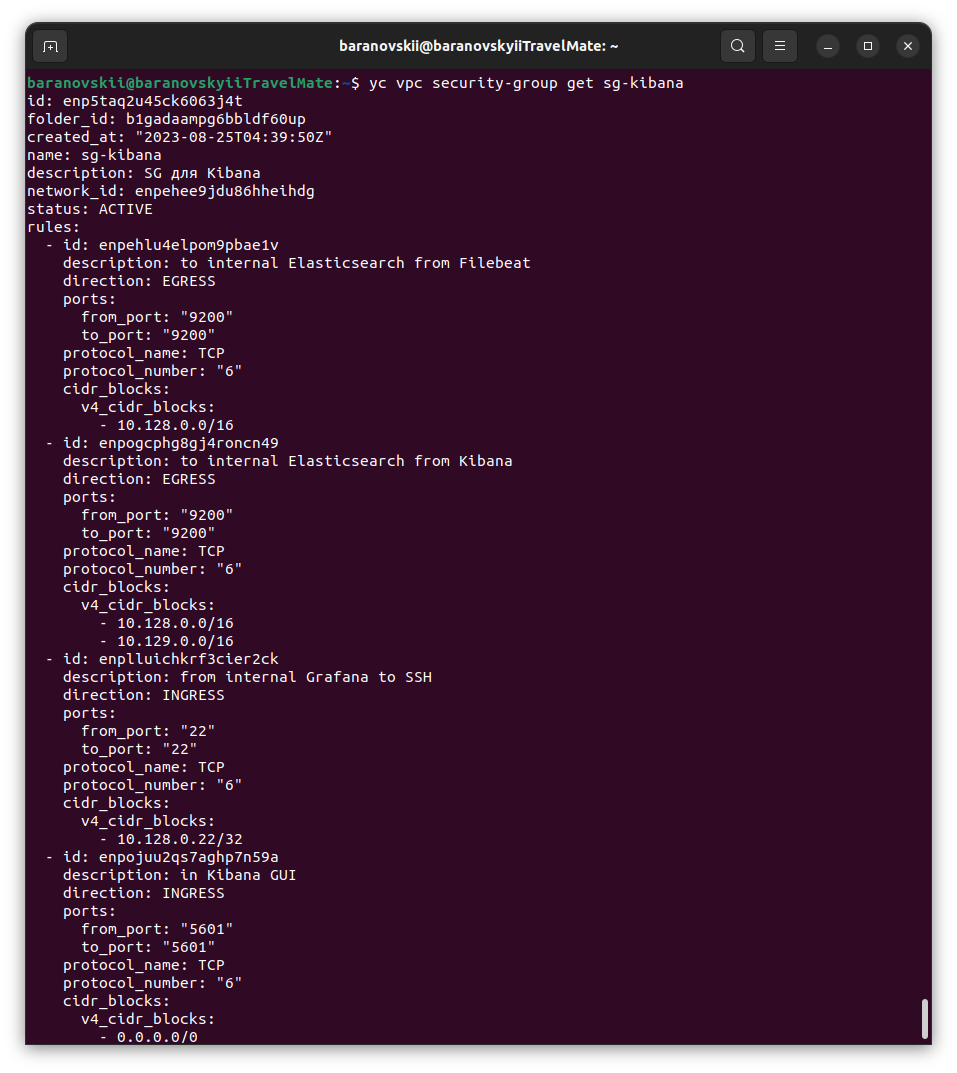 baranovskii@baranovskyiiTravelMate: ~
baranovskii@baranovskyiiTravelMate:~$ yc vpc security-group get sg-kibana
id: enp5taq2u45ck6063j4t
folder_id: b1gadaampg6bbldf60up
created_at: "2023-08-25T04:39:50Z"
name: sg-kibana
description: SG для Kibana
network_id: enpehee9jdu86hheihdg
status: ACTIVE
rules:
  - id: enpehlu4elpom9pbae1v
    description: to internal Elasticsearch from Filebeat
    direction: EGRESS
    ports:
      from_port: "9200"
      to_port: "9200"
    protocol_name: TCP
    protocol_number: "6"
    cidr_blocks:
      v4_cidr_blocks:
        - 10.128.0.0/16
  - id: enpogcphg8gj4roncn49
    description: to internal Elasticsearch from Kibana
    direction: EGRESS
    ports:
      from_port: "9200"
      to_port: "9200"
    protocol_name: TCP
    protocol_number: "6"
    cidr_blocks:
      v4_cidr_blocks:
        - 10.128.0.0/16
        - 10.129.0.0/16
  - id: enplluichkrf3cier2ck
    description: from internal Grafana to SSH
    direction: INGRESS
    ports:
      from_port: "22"
      to_port: "22"
    protocol_name: TCP
    protocol_number: "6"
    cidr_blocks:
      v4_cidr_blocks:
        - 10.128.0.22/32
  - id: enpojuu2qs7aghp7n59a
    description: in Kibana GUI
    direction: INGRESS
    ports:
      from_port: "5601"
      to_port: "5601"
    protocol_name: TCP
    protocol_number: "6"
    cidr_blocks:
      v4_cidr_blocks:
        - 0.0.0.0/0